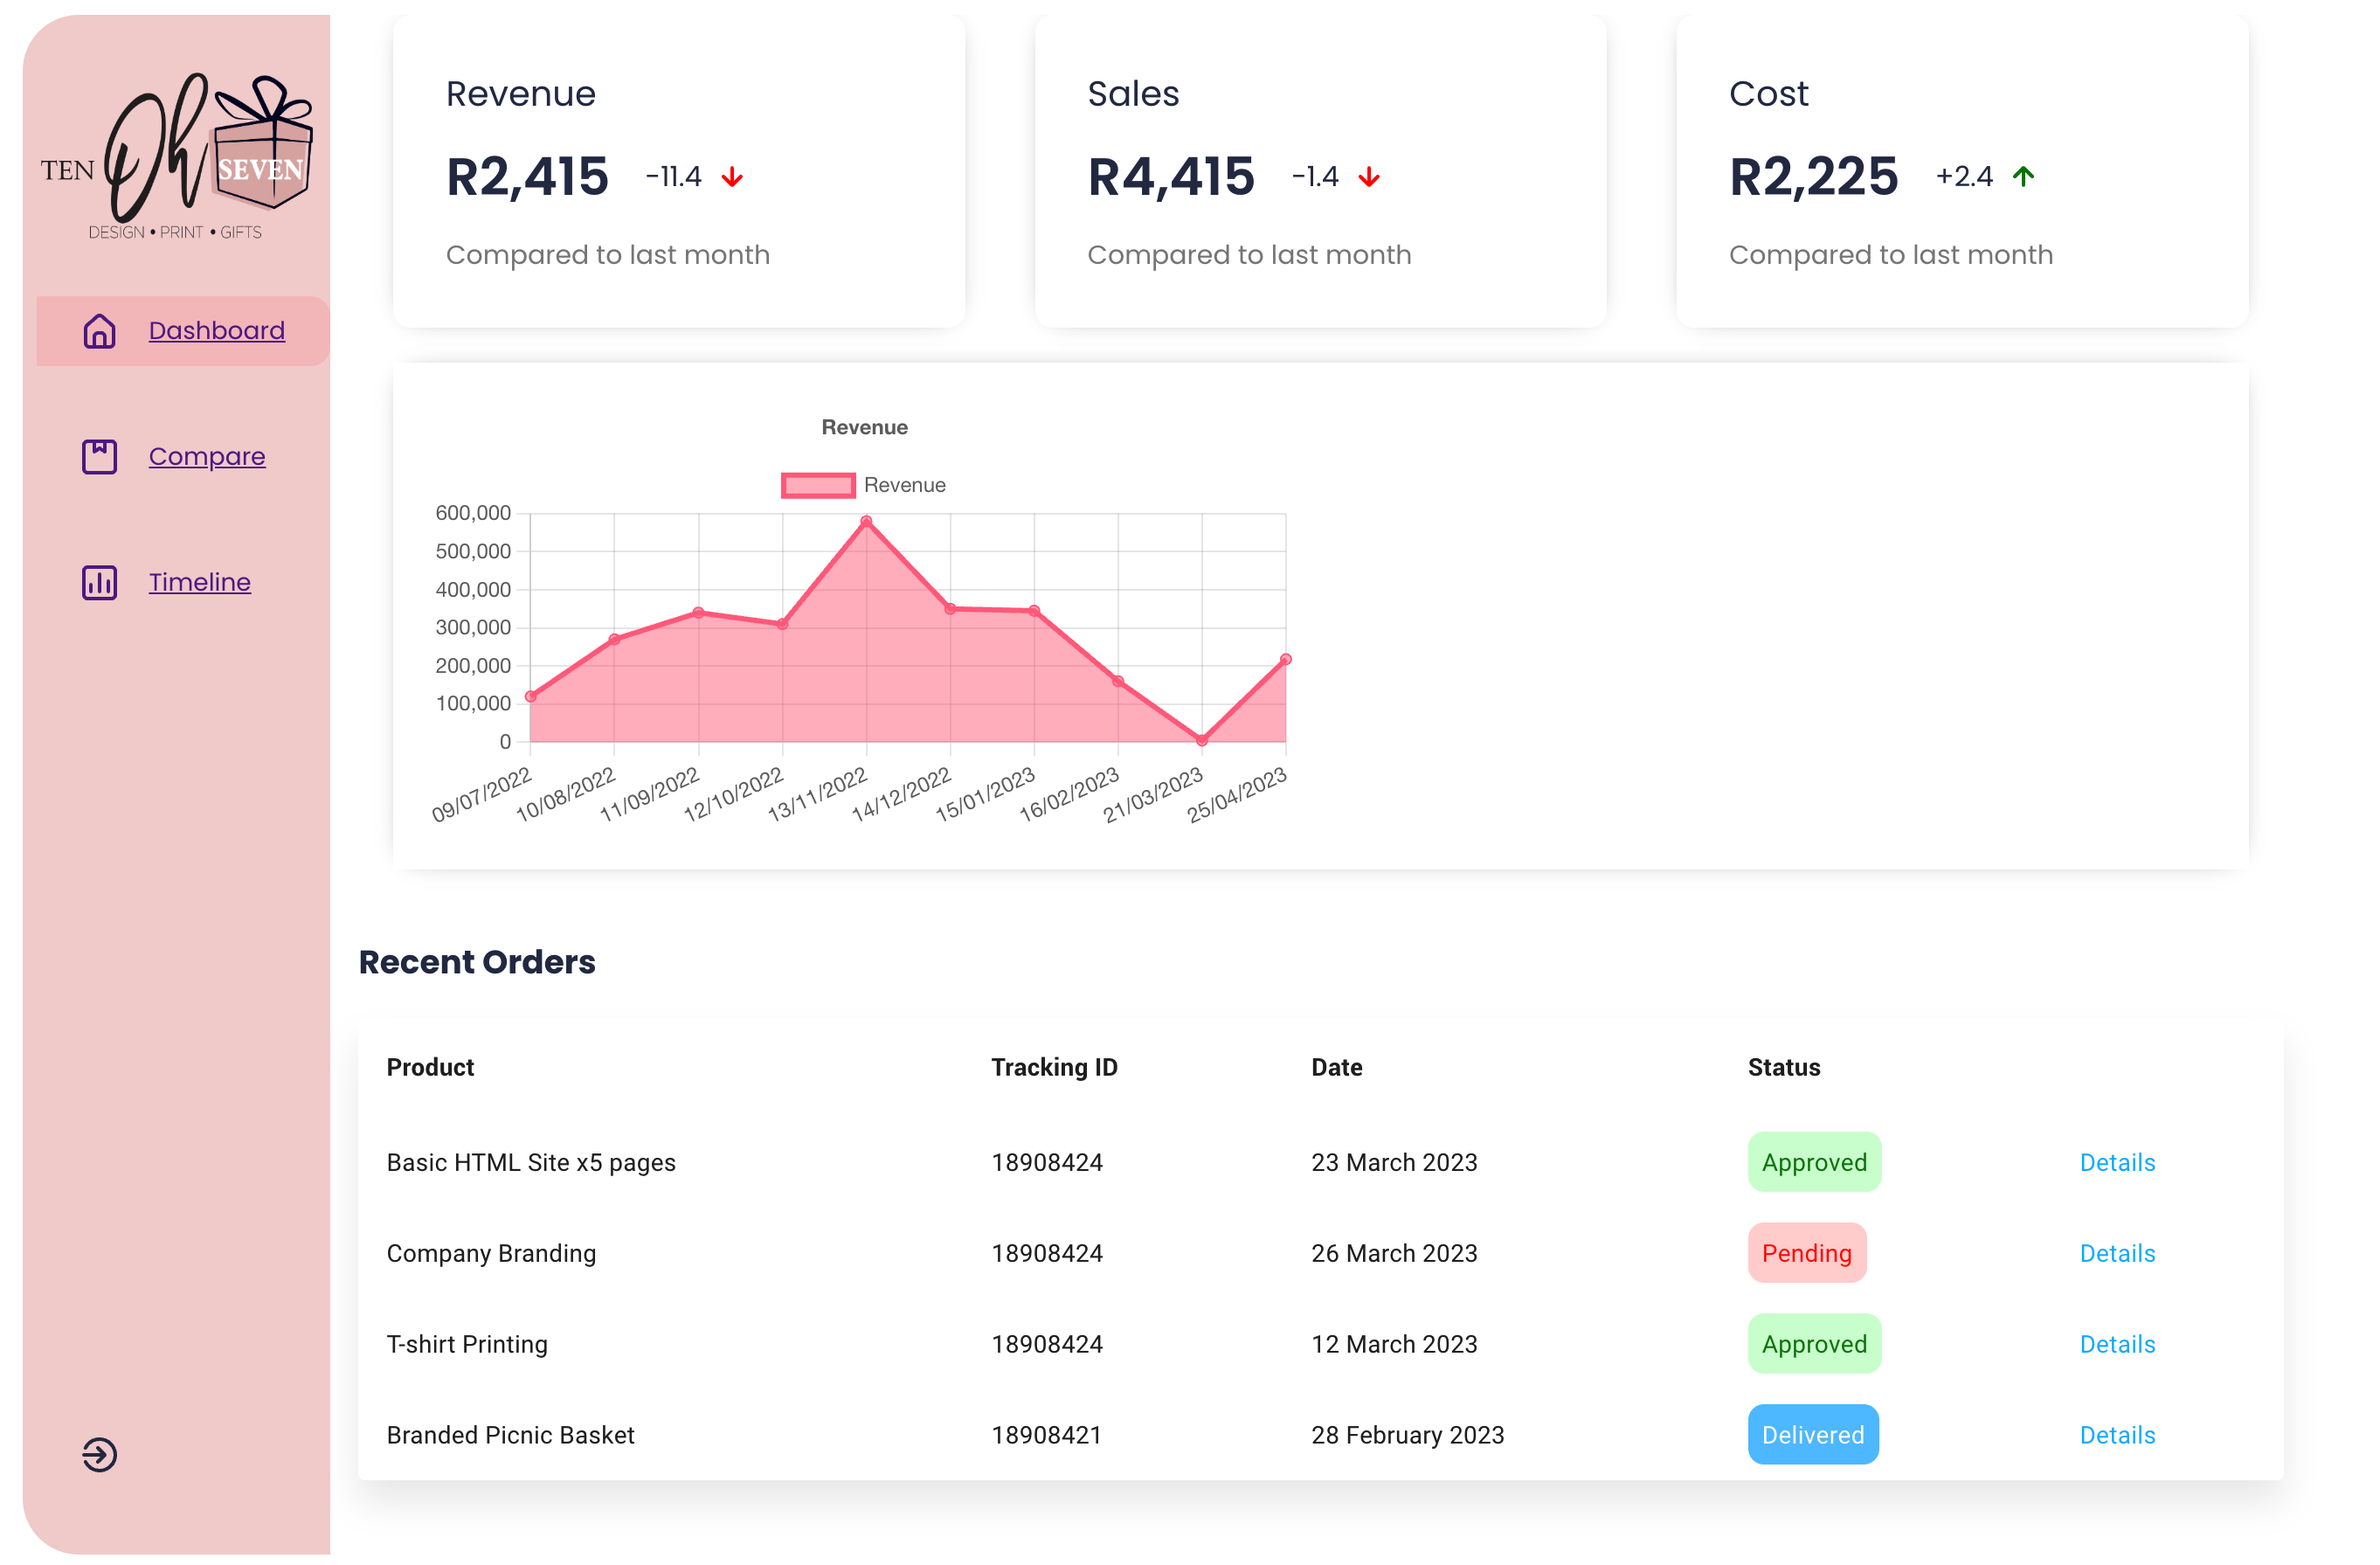 TEN Oh SEVEN
DESIGN • PRINT • GIFTS
Dashboard
Compare
Timeline
Revenue
R2,415 -11.4
Compared to last month
Sales
R4,415 -1.4
Compared to last month
Cost
R2,225 +2.4
Compared to last month
Revenue
Revenue
600,000
500,000
400,000
300,000
200,000
100,000
0
09/07/2022
10/08/2022
11/09/2022
12/10/2022
13/11/2022
14/12/2022
15/01/2023
16/02/2023
21/03/2023
25/04/2023
Recent Orders
Product Tracking ID Date Status
Basic HTML Site x5 pages 18908424 23 March 2023 Approved Details
Company Branding 18908424 26 March 2023 Pending Details
T-shirt Printing 18908424 12 March 2023 Approved Details
Branded Picnic Basket 18908421 28 February 2023 Delivered Details